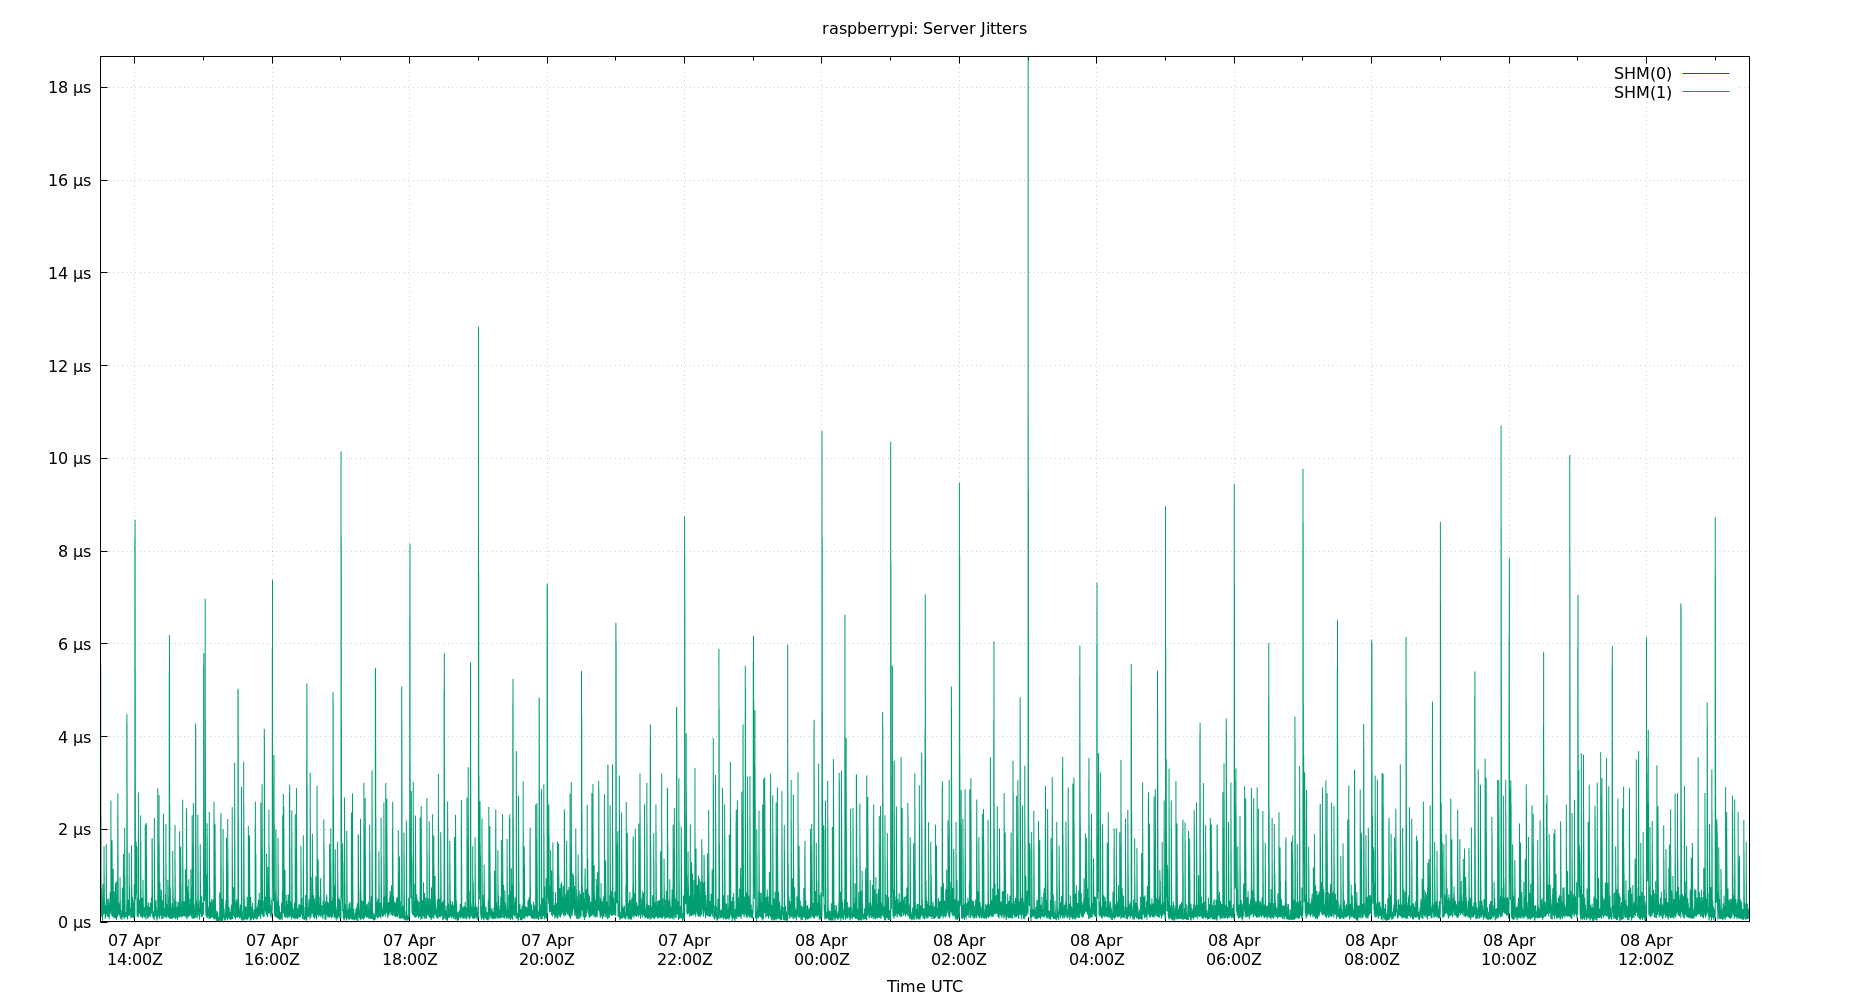 raspberrypi: Server Jitters
SHM(0)
SHM(1)
18 µs
16 µs
14 µs
12 µs
10 µs
8 µs
6 µs
4 µs
2 µs
0 µs
07 Apr 07 Apr 07 Apr 07 Apr 07 Apr 08 Apr 08 Apr 08 Apr 08 Apr 08 Apr 08 Apr 08 Apr
14:00Z 16:00Z 18:00Z 20:00Z 22:00Z 00:00Z 02:00Z 04:00Z 06:00Z 08:00Z 10:00Z 12:00Z
Time UTC